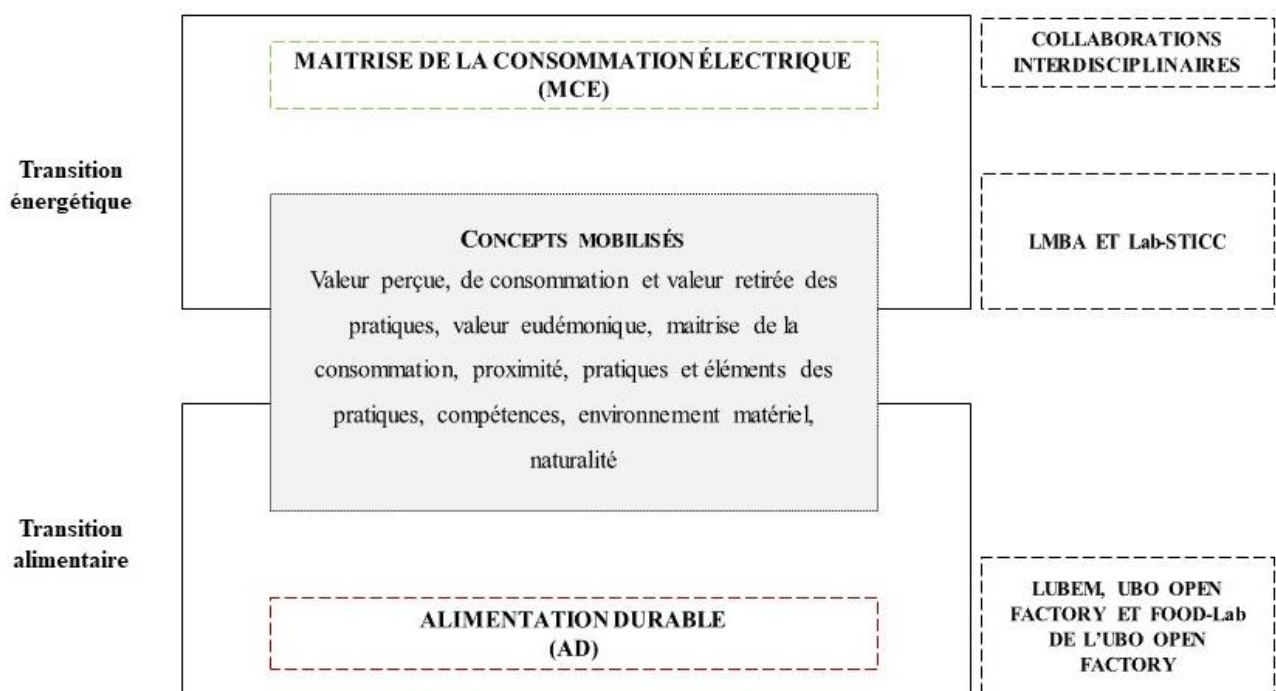 MAITRISE DE LA CONSOMMATION ÉLECTRIQUE
(MCE)
COLLABORATIONS
INTERDISCIPLINAIRES
Transition
énergétique
CONCEPTS MOBILISÉS
Valeur perçue, de consommation et valeur retirée des
pratiques, valeur eudémonique, maitrise de la
consommation, proximité, pratiques et éléments des
pratiques, compétences, environnement matériel,
naturalité
LMBA ET Lab-STICC
Transition
alimentaire
ALIMENTATION DURABLE
(AD)
LUBEM, UBO OPEN
FACTORY ET FOOD-Lab
DE L'UBO OPEN
FACTORY